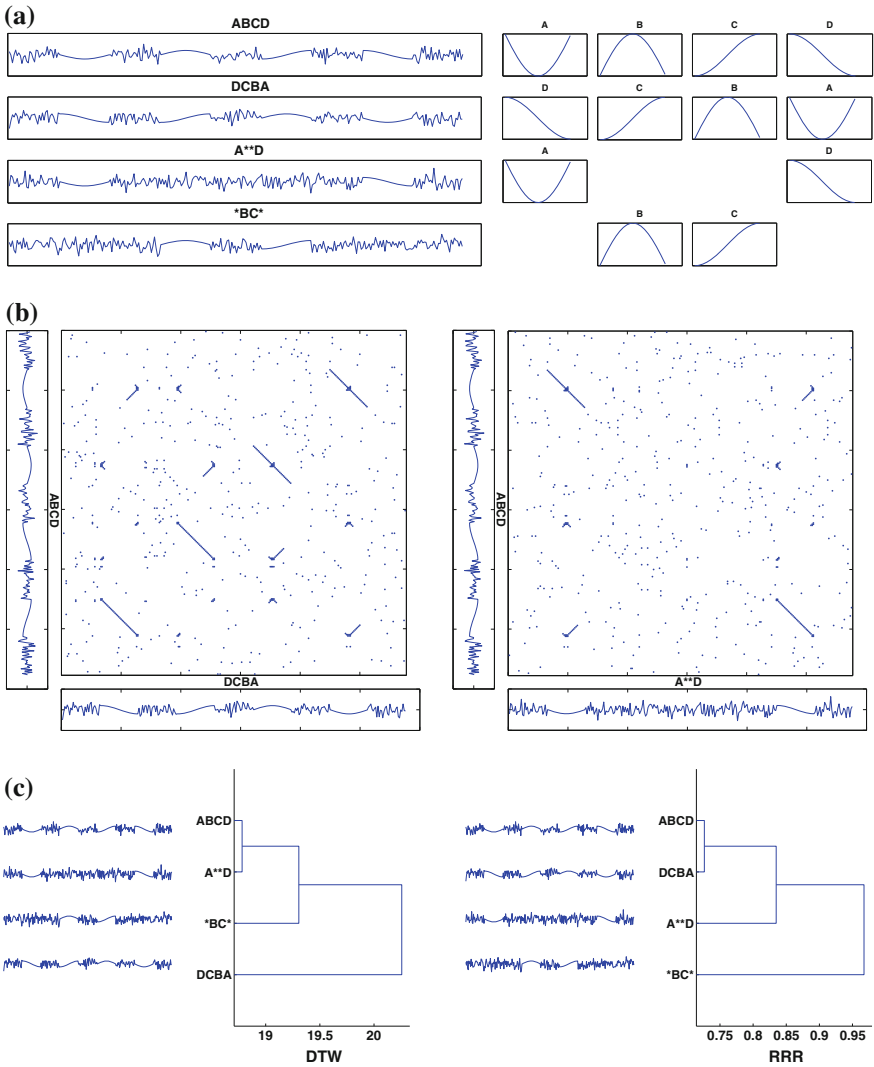 (a)
ABCD
A B C D
DCBA
D C B A
A**D
A D
*BC*
B C
(b)
ABCD
DCBA
ABCD
A**D
(c)
ABCD
A**D
*BC*
DCBA
19 19.5 20
DTW
ABCD
DCBA
A**D
*BC*
0.75 0.8 0.85 0.9 0.95
RRR